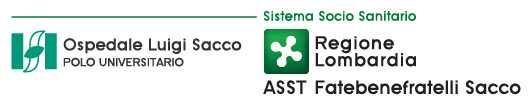 Ospedale Luigi Sacco
POLO UNIVERSITARIO
Sistema Socio Sanitario
Regione
Lombardia
ASST Fatebenefratelli Sacco